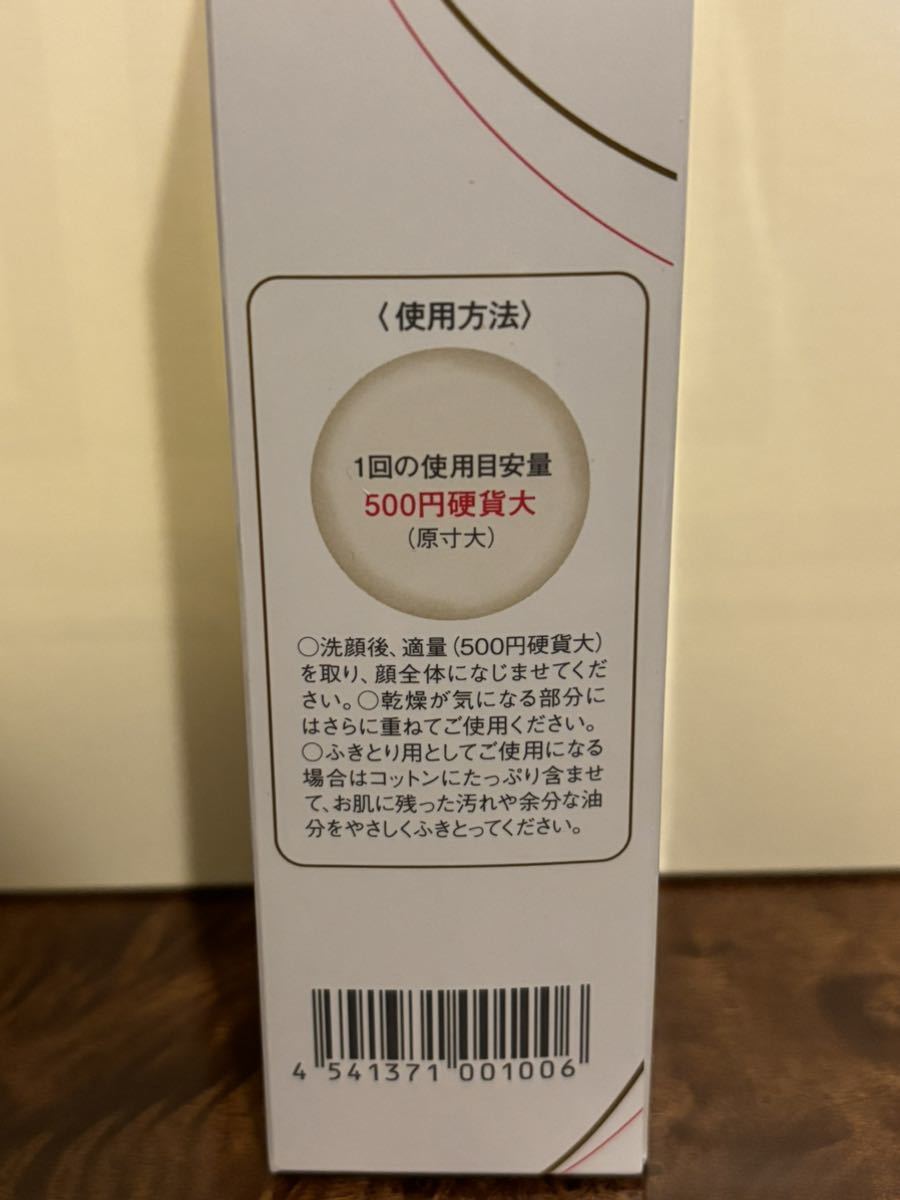 〈使用方法〉
1回の使用目安量
500円硬貨大
(原寸大)
○洗顔後、適量(500円硬貨大)
を取り、顔全体になじませてくだ
さい。○乾燥が気になる部分に
はさらに重ねてご使用ください。
○ふきとり用としてご使用になる
場合はコットンにたっぷり含ませ
て、お肌に残った汚れや余分な油
分をやさしくふきとってください。
4 541371 001006